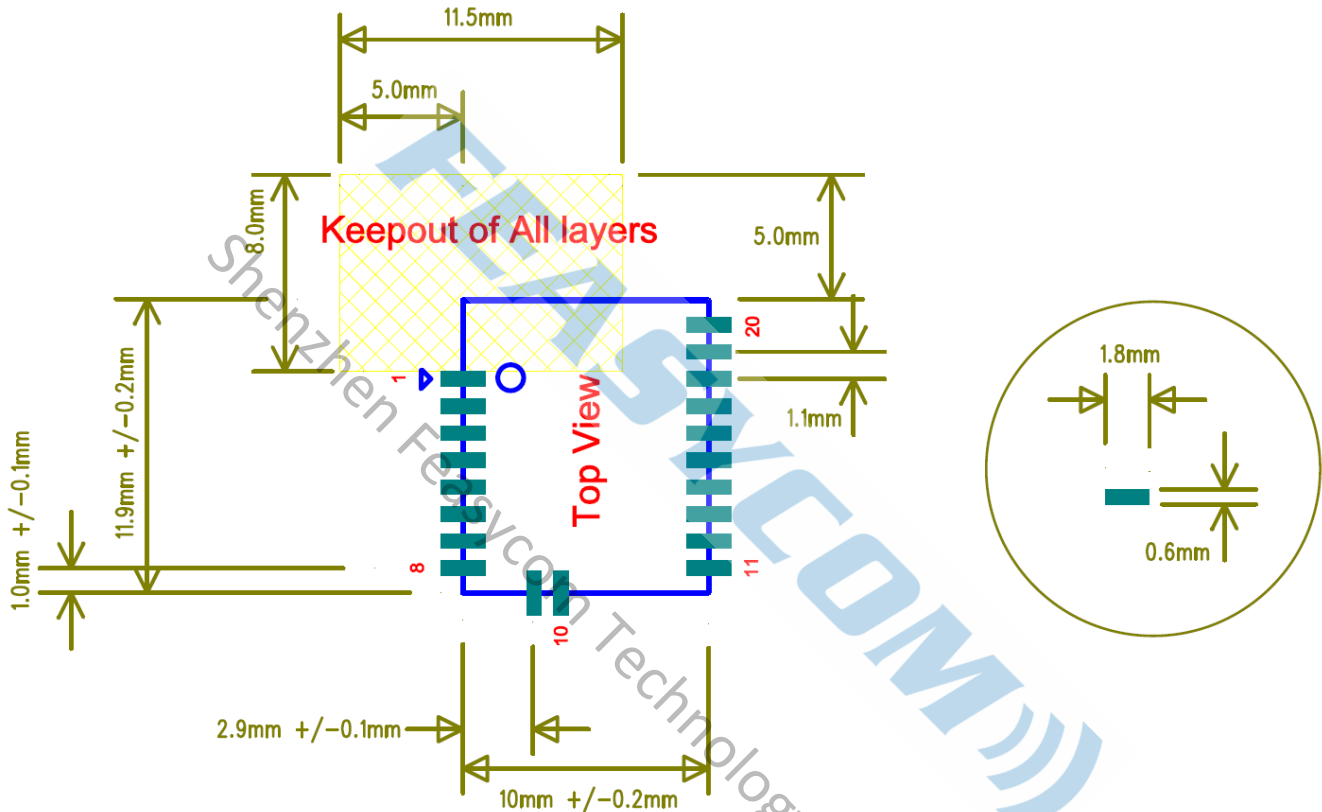 11.5mm
5.0mm
8.0mm
Keepout of All layers
5.0mm
FEASYCOM
Shenzhen Feasycom Technology
20
1
1.1mm
1.8mm
Top View
11.9mm +/-0.2mm
1.0mm +/-0.1mm
0.6mm
8
11
10
2.9mm +/-0.1mm
10mm +/-0.2mm